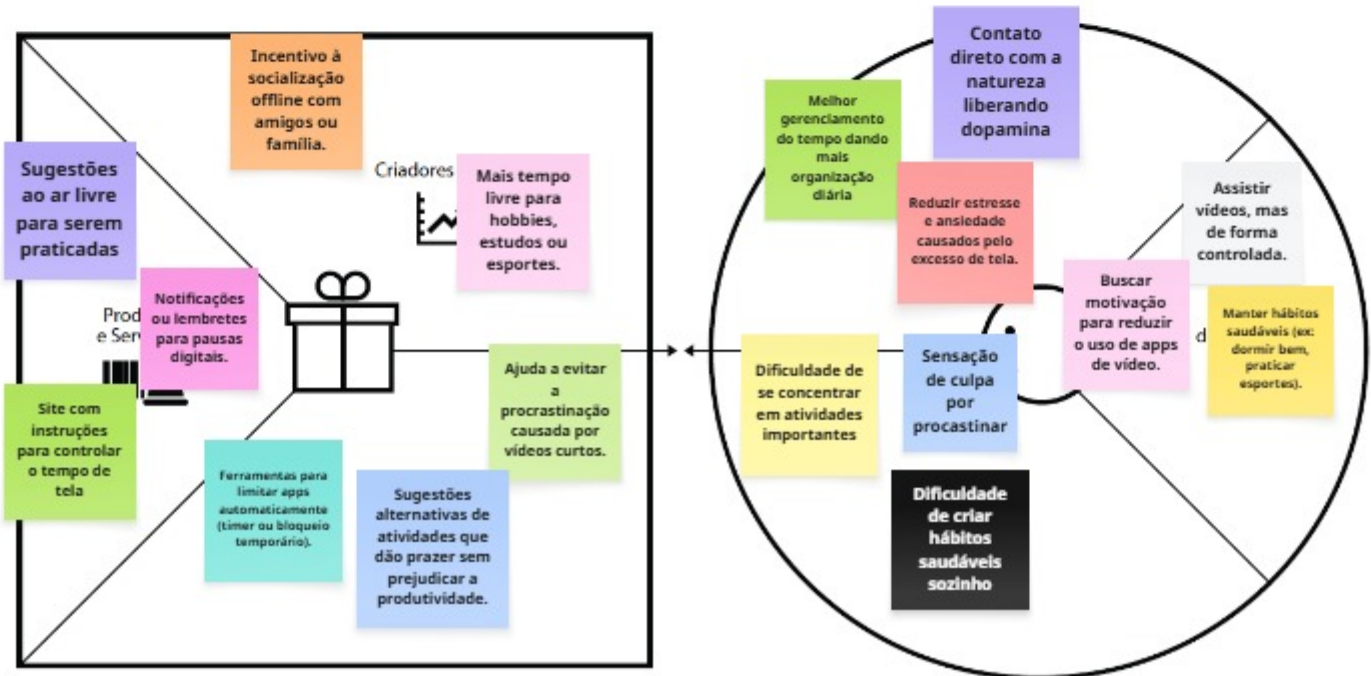 Incentivo à
socialização
offline com
amigos ou
família.
Criadores
Mais tempo
livre para
hobbies,
estudos ou
esportes.
Sugestões
ao ar livre
para serem
praticadas
Notificações
ou lembretes
para pausas
digitais.
Prod
e Ser
Site com
instruções
para controlar
o tempo de
tela
Ajuda a evitar
a
procrastinação
causada por
vídeos curtos.
Ferramentas para
limitar apps
automaticamente
(timer ou bloqueio
temporário).
Sugestões
alternativas de
atividades que
dão prazer sem
prejudicar a
produtividade.
Contato
direto com a
natureza
liberando
dopamina
Melhor
gerenciamento
do tempo dando
mais
organização
diária
Reduzir estresse
e ansiedade
causados pelo
excesso de tela.
Assistir
vídeos, mas
de forma
controlada.
Buscar
motivação
para reduzir
o uso de apps
de vídeo.
d
Manter hábitos
saudáveis (ex:
dormir bem,
praticar
esportes).
Dificuldade de
se concentrar
em atividades
importantes
Sensação
de culpa
por
procastinar
Dificuldade
de criar
hábitos
saudáveis
sozinho